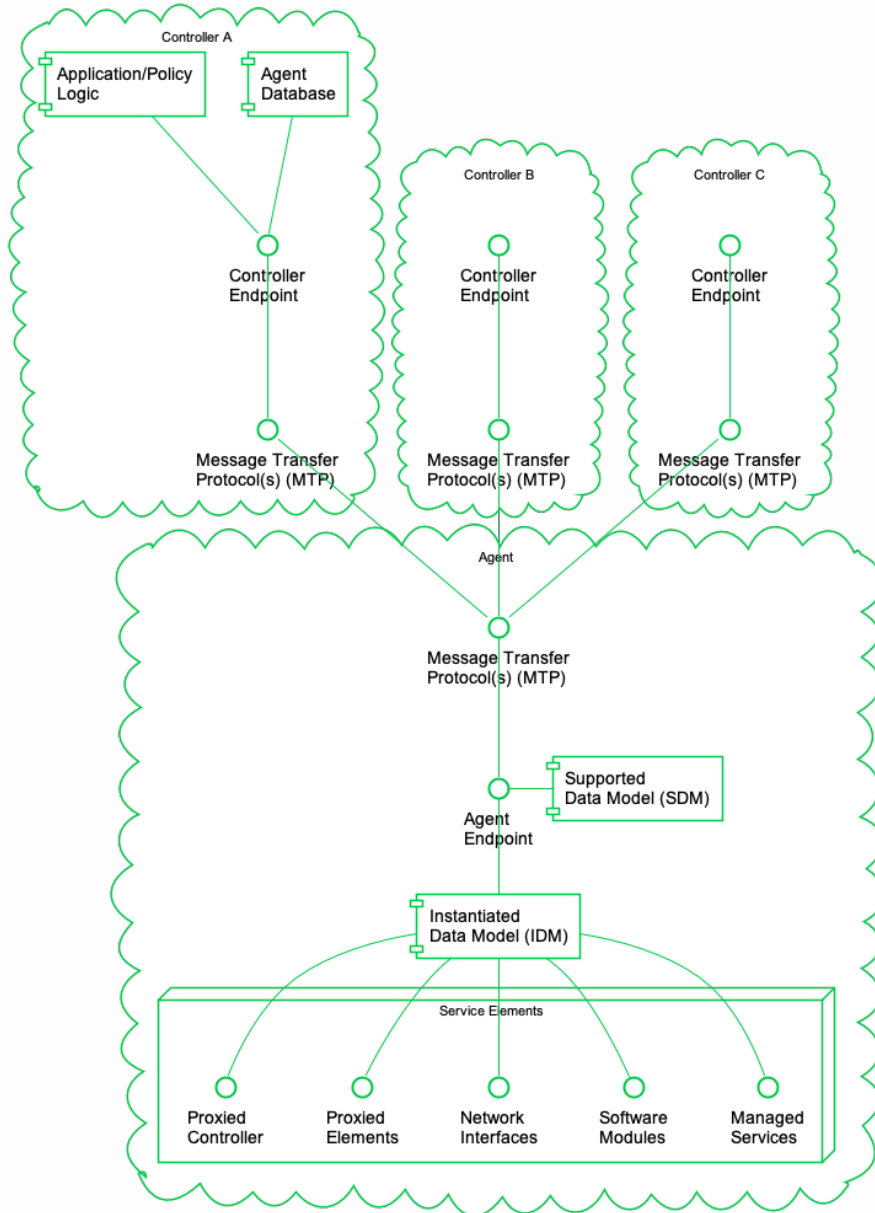 Controller A
Application/Policy
Logic
Agent
Database
Controller B
Controller C
Controller
Endpoint
Controller
Endpoint
Controller
Endpoint
Message Transfer
Protocol(s) (MTP)
Message Transfer
Protocol(s) (MTP)
Message Transfer
Protocol(s) (MTP)
Agent
Message Transfer
Protocol(s) (MTP)
Supported
Data Model (SDM)
Agent
Endpoint
Instantiated
Data Model (IDM)
Service Elements
Proxied
Controller
Proxied
Elements
Network
Interfaces
Software
Modules
Managed
Services